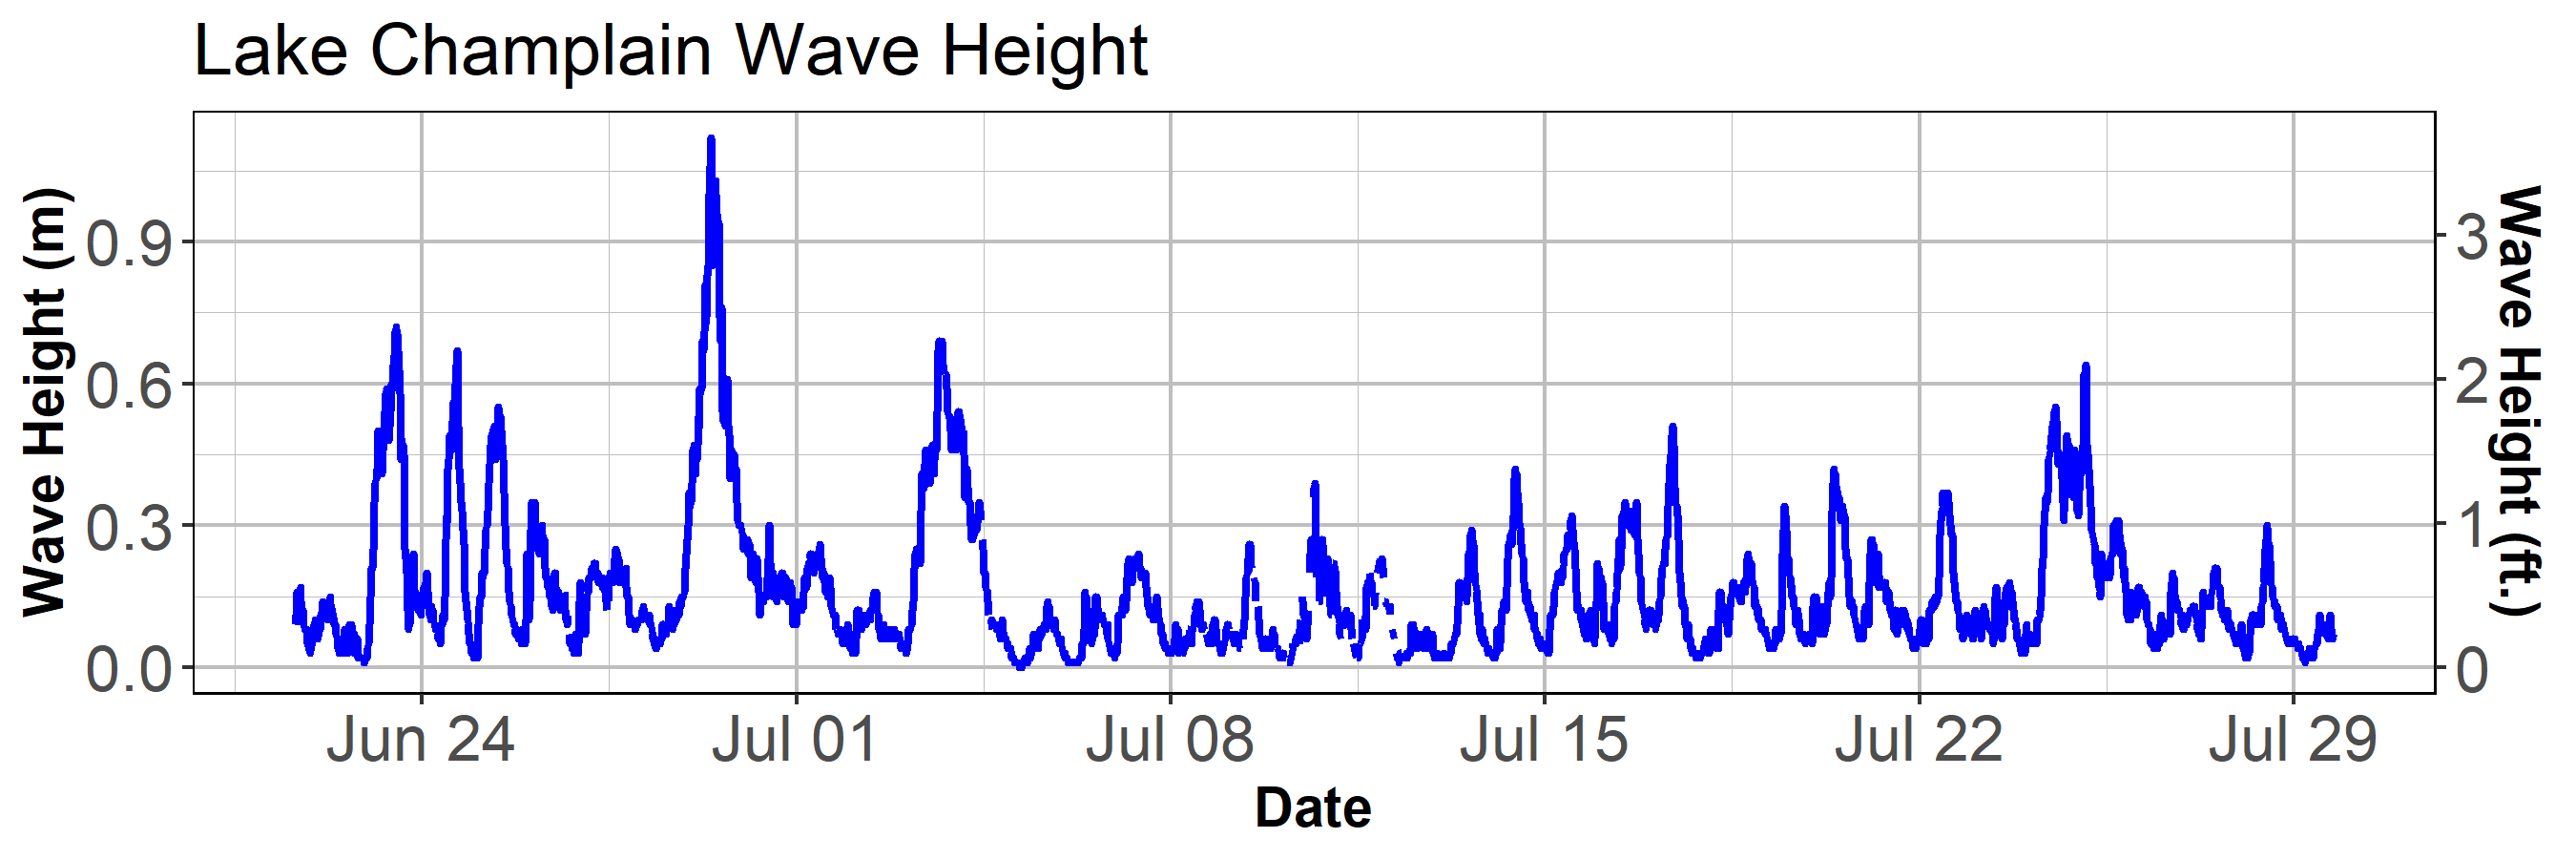 Lake Champlain Wave Height
Wave Height (m)
0.9
0.6
0.3
0.0
3
2
1
0
Wave Height (ft.)
Jun 24 Jul 01 Jul 08 Jul 15 Jul 22 Jul 29
Date